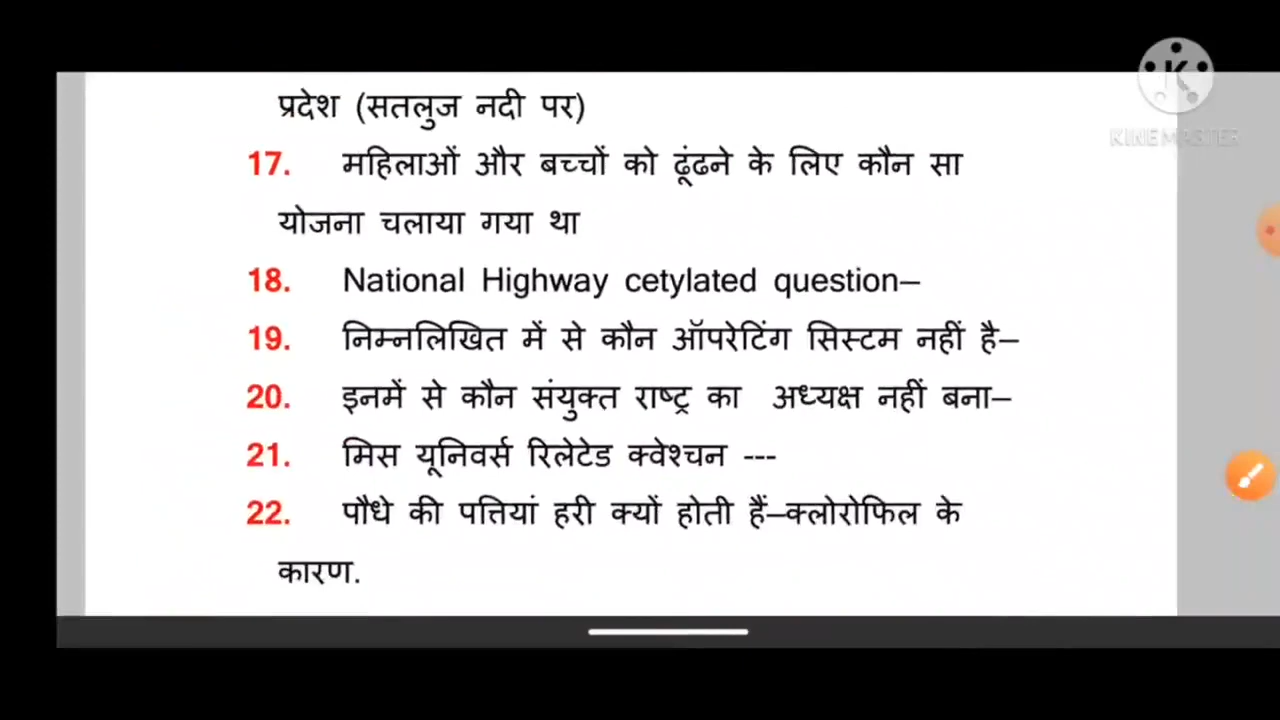 प्रदेश (सतलुज नदी पर)
KINEMASTER
17. महिलाओं और बच्चों को ढूंढने के लिए कौन सा
योजना चलाया गया था
18. National Highway cetylated question–
19. निम्नलिखित में से कौन ऑपरेटिंग सिस्टम नहीं है–
20. इनमें से कौन संयुक्त राष्ट्र का अध्यक्ष नहीं बना–
21. मिस यूनिवर्स रिलेटेड क्वेश्चन ---
22. पौधे की पत्तियां हरी क्यों होती हैं–क्लोरोफिल के
कारण.